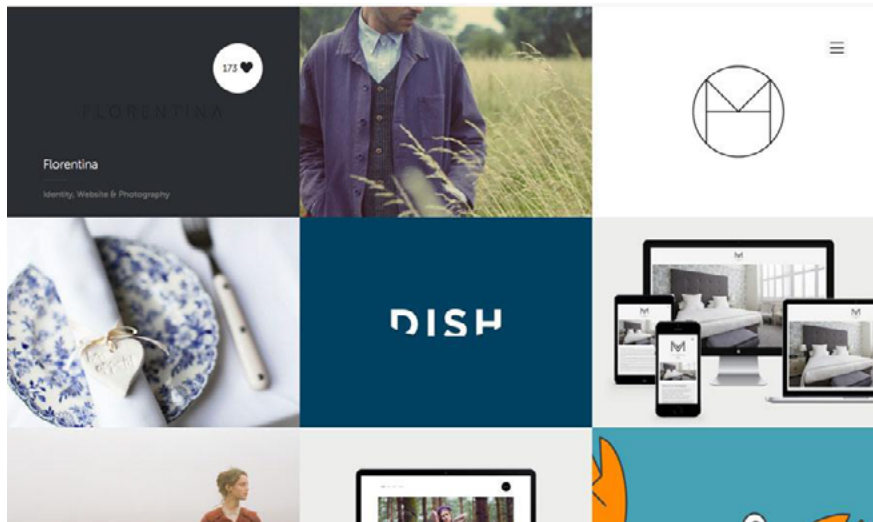 173
FLORENTINA
Florentina
Identity, Website & Photography
DISH
M